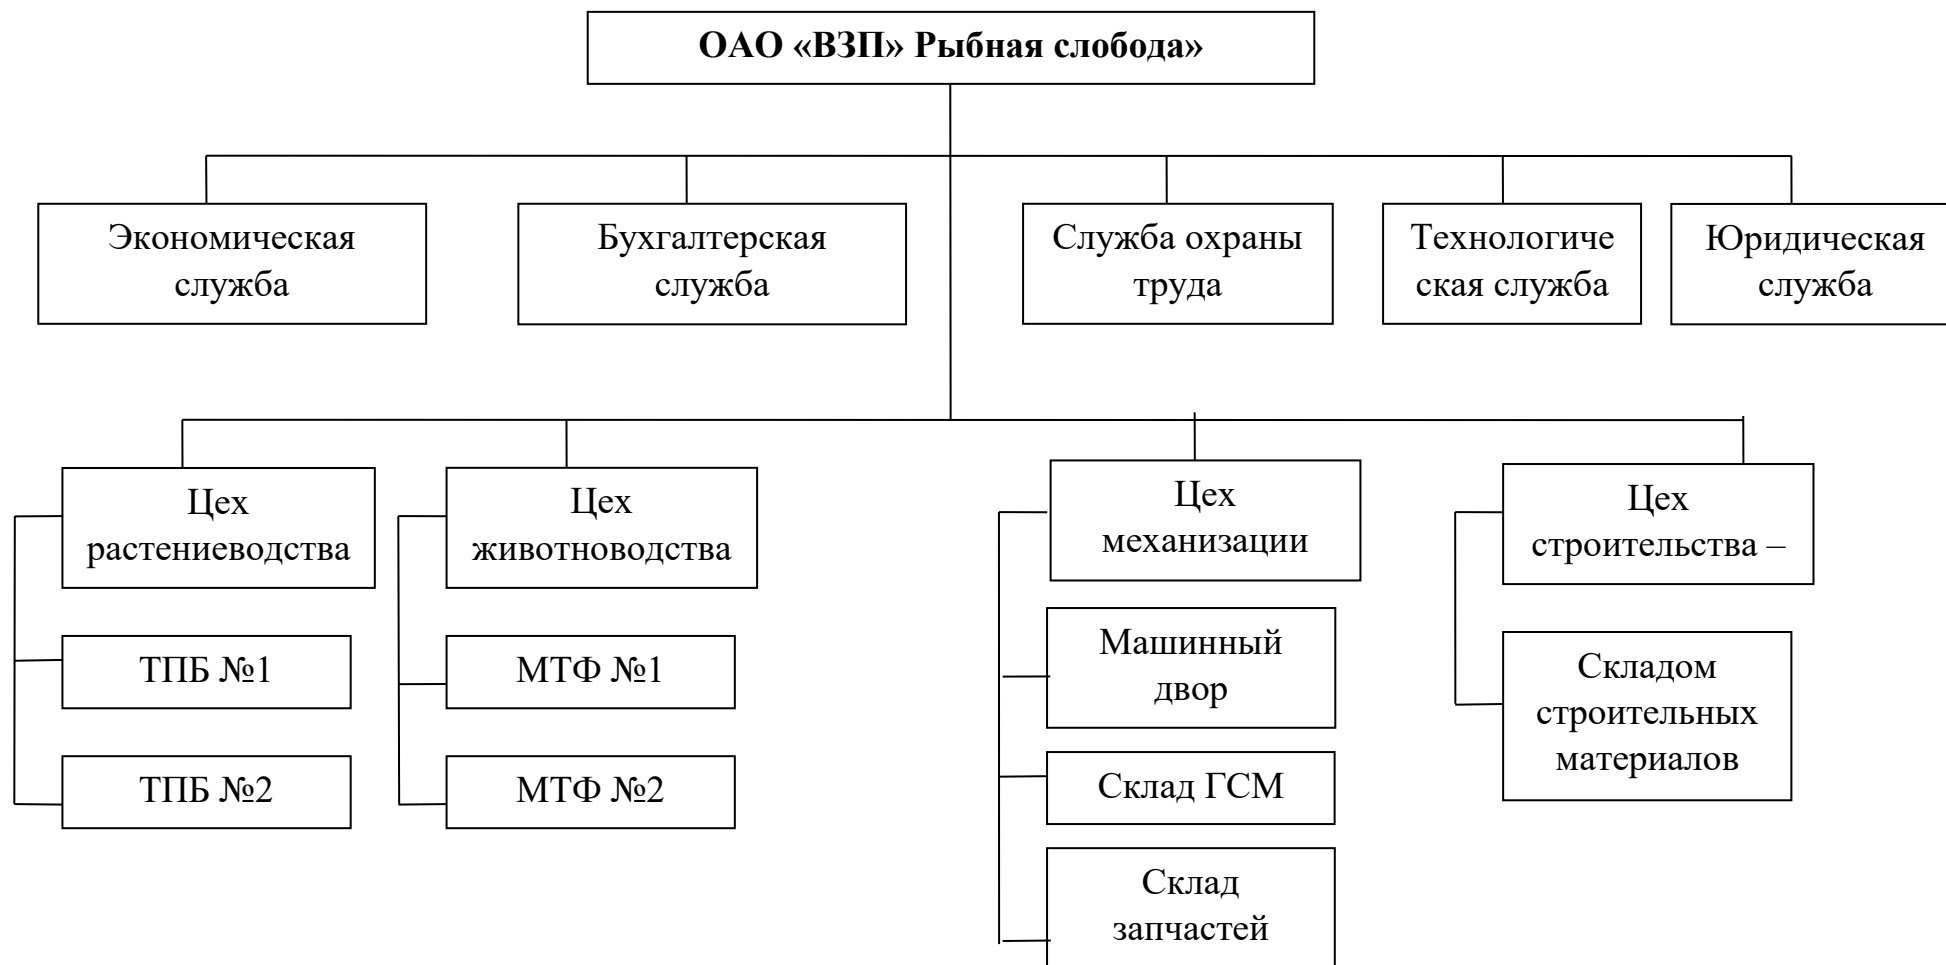 ОАО «ВЗП» Рыбная слобода»
Экономическая
служба
Бухгалтерская
служба
Служба охраны
труда
Технологиче
ская служба
Юридическая
служба
Цех
растениеводства
ТПБ №1
ТПБ №2
Цех
животноводства
МТФ №1
МТФ №2
Цех
механизации
Машинный
двор
Склад ГСМ
Склад
запчастей
Цех
строительства –
Складом
строительных
материалов